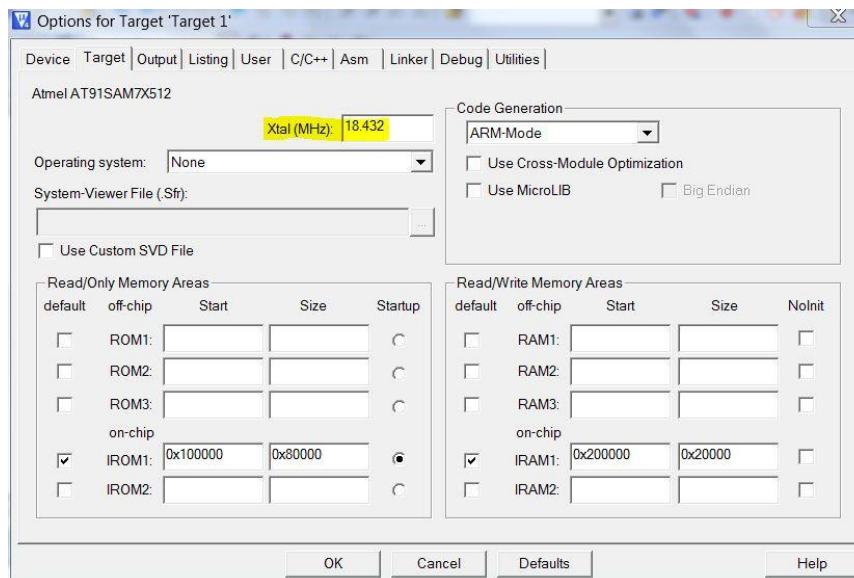 Options for Target 'Target 1'
Device Target Output Listing User C/C++ Asm Linker Debug Utilities
Atmel AT91SAM7X512
Xtal (MHz): 18.432
Operating system: None
System-Viewer File (.Sfr):
...
Use Custom SVD File
Code Generation
ARM-Mode
Use Cross-Module Optimization
Use MicroLIB Big Endian
Read/Only Memory Areas
default off-chip Start Size Startup
ROM1:
ROM2:
ROM3:
on-chip
IROM1: 0x100000 0x80000
IROM2:
Read/Write Memory Areas
default off-chip Start Size NoInit
RAM1:
RAM2:
RAM3:
on-chip
IRAM1: 0x200000 0x20000
IRAM2:
OK Cancel Defaults Help